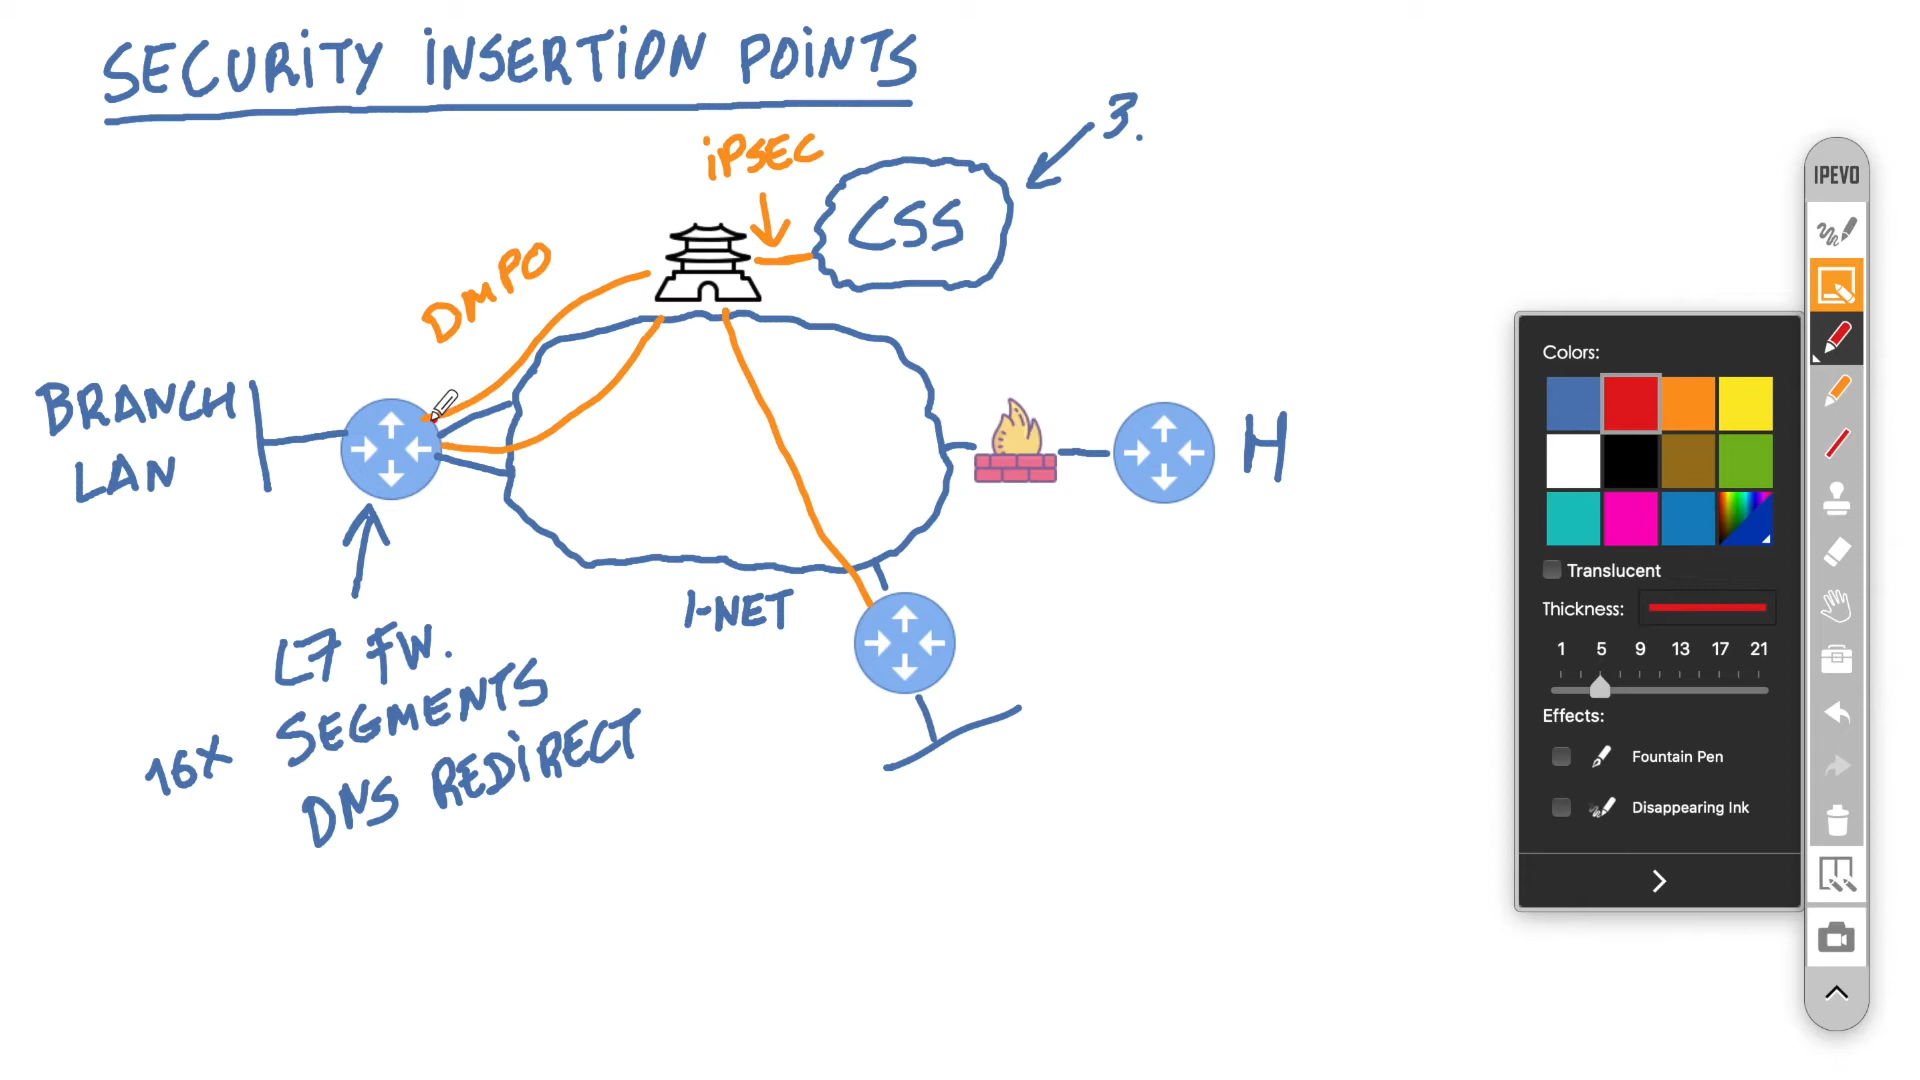 SECURITY INSERTION POINTS
3.
IPSEC
CSS
DMPO
BRANCH
LAN
H
I-NET
L7 FW.
SEGMENTS
16X
DNS REDIRECT
IPEVO
Colors:
Translucent
Thickness:
1 5 9 13 17 21
Effects:
Fountain Pen
Disappearing Ink